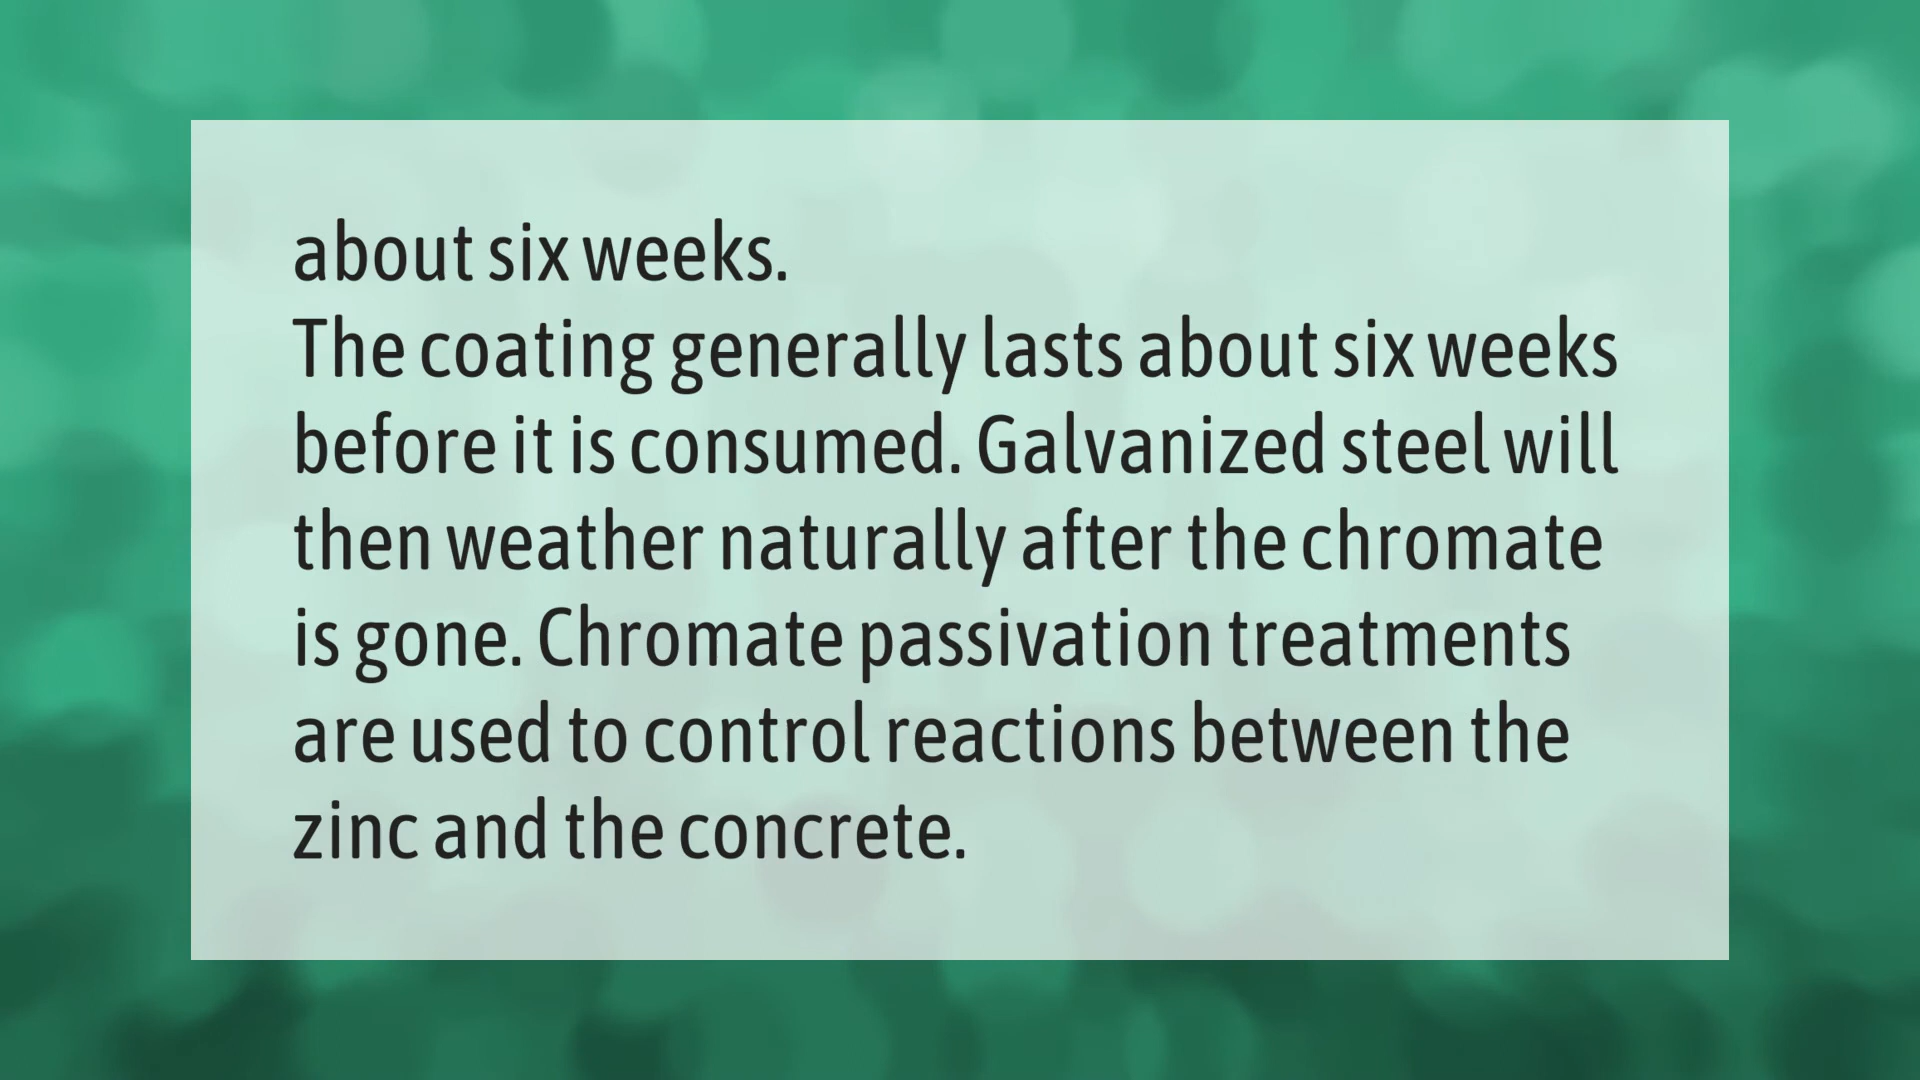 about six weeks.
The coating generally lasts about six weeks
before it is consumed. Galvanized steel will
then weather naturally after the chromate
is gone. Chromate passivation treatments
are used to control reactions between the
zinc and the concrete.